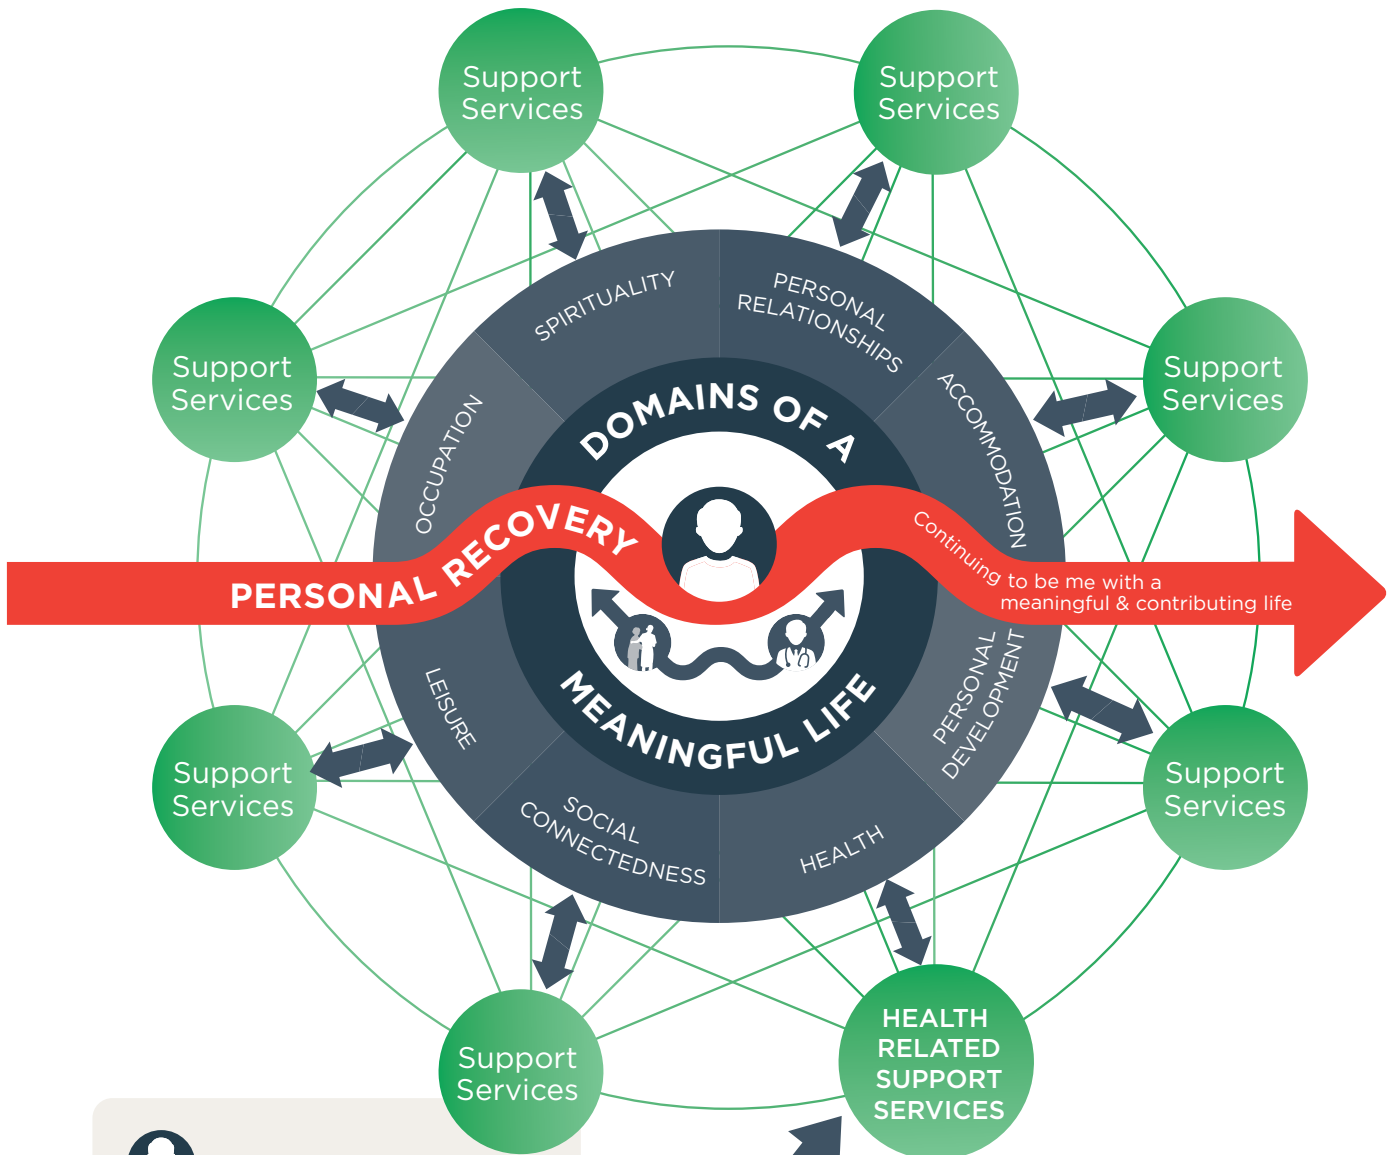 Support
Services
Support
Services
SPIRITUALITY
PERSONAL
RELATIONSHIPS
Support
Services
Support
Services
OCCUPATION
ACCOMMODATION
DOMAINS OF A
PERSONAL RECOVERY
Continuing to be me with a
meaningful & contributing life
MEANINGFUL LIFE
LEISURE
PERSONAL
DEVELOPMENT
Support
Services
Support
Services
SOCIAL
CONNECTEDNESS
HEALTH
Support
Services
HEALTH
RELATED
SUPPORT
SERVICES